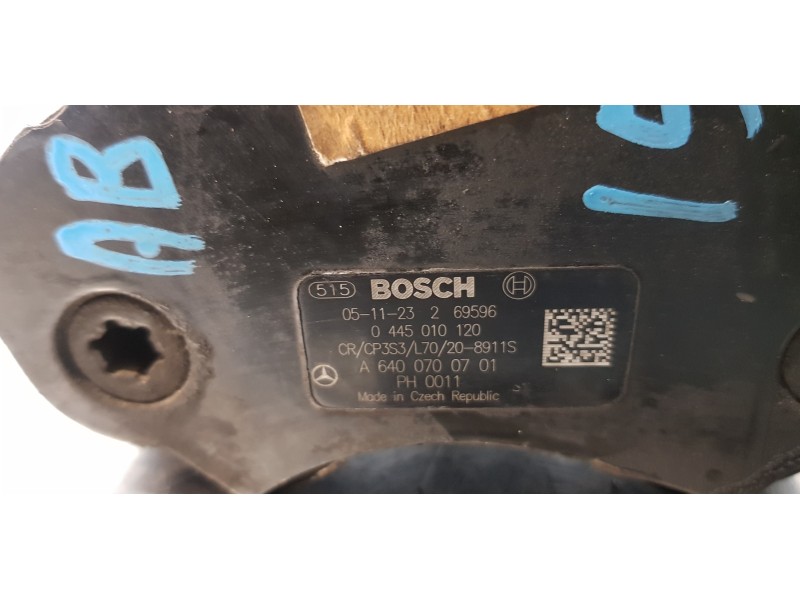 AB
515 BOSCH
05-11-23 2 69596
0 445 010 120
CR/CP3S3/L70/20-8911S
A 640 070 07 01
PH 0011
Made in Czech Republic